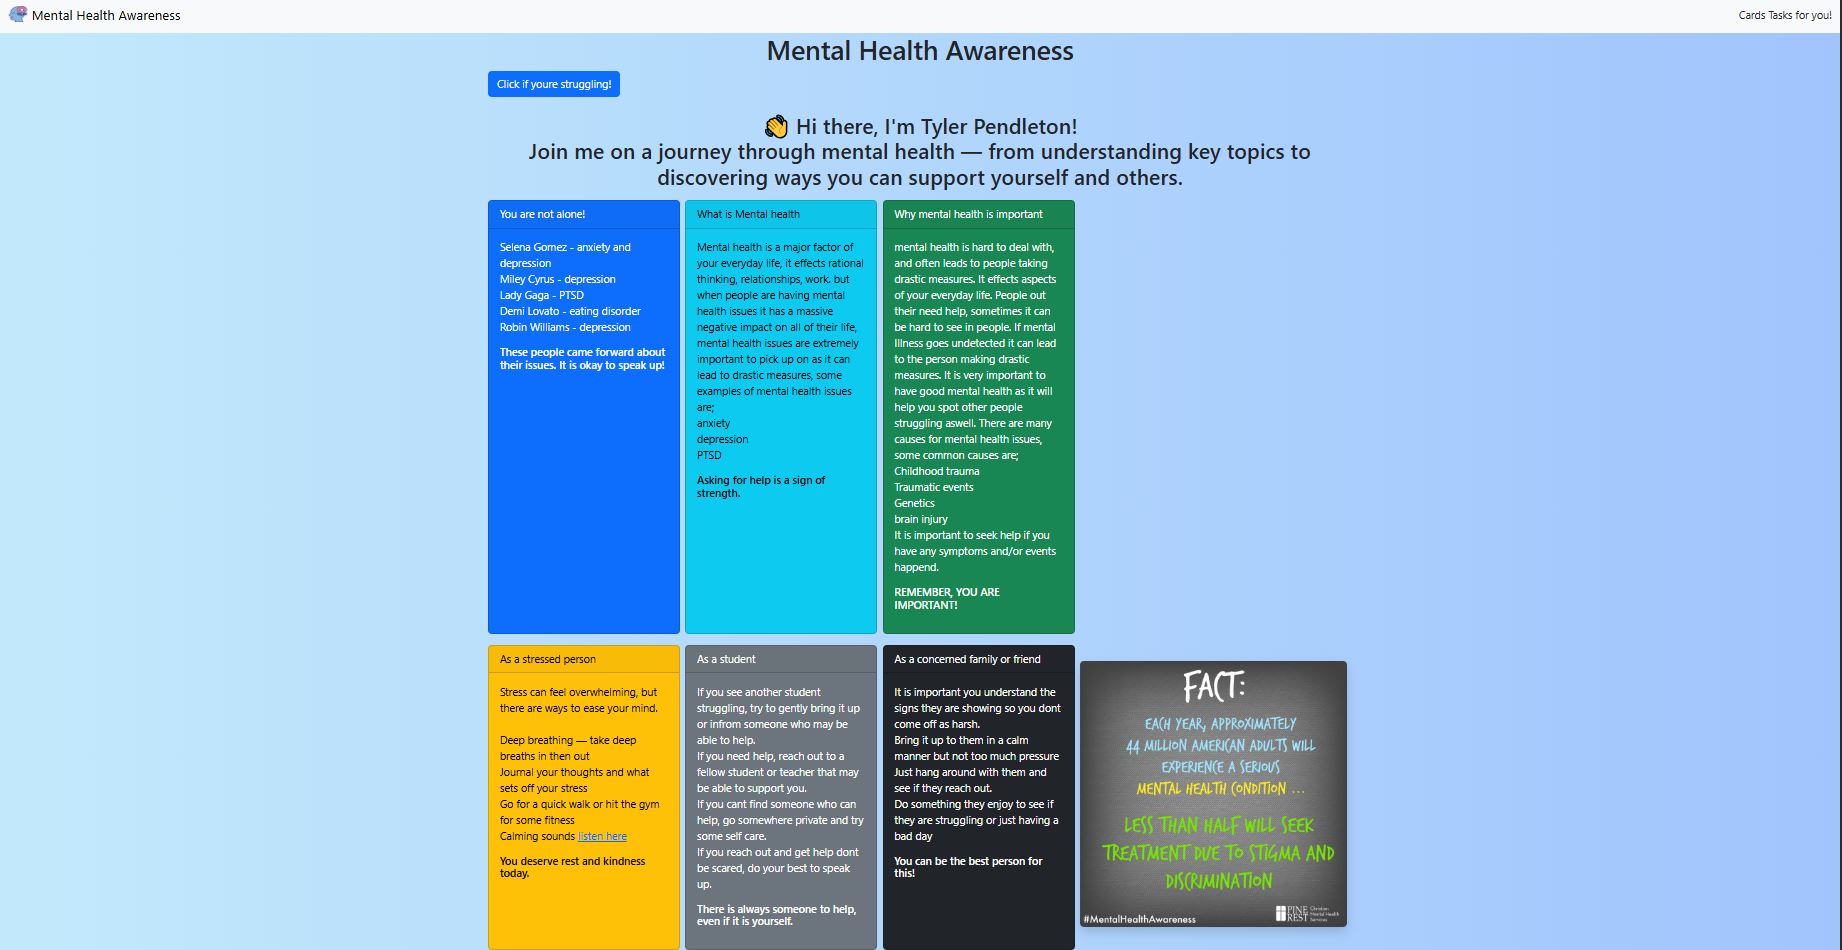 Mental Health Awareness
Cards Tasks for you!
Mental Health Awareness
Click if youre struggling!
👋 Hi there, I'm Tyler Pendleton!
Join me on a journey through mental health — from understanding key topics to
discovering ways you can support yourself and others.
You are not alone!
Selena Gomez - anxiety and
depression
Miley Cyrus - depression
Lady Gaga - PTSD
Demi Lovato - eating disorder
Robin Williams - depression
These people came forward about
their issues. It is okay to speak up!
What is Mental health
Mental health is a major factor of
your everyday life, it effects rational
thinking, relationships, work. but
when people are having mental
health issues it has a massive
negative impact on all of their life,
mental health issues are extremely
important to pick up on as it can
lead to drastic measures, some
examples of mental health issues
are;
anxiety
depression
PTSD
Asking for help is a sign of
strength.
Why mental health is important
mental health is hard to deal with,
and often leads to people taking
drastic measures. It effects aspects
of your everyday life. People out
their need help, sometimes it can
be hard to see in people. If mental
Illness goes undetected it can lead
to the person making drastic
measures. It is very important to
have good mental health as it will
help you spot other people
struggling aswell. There are many
causes for mental health issues,
some common causes are;
Childhood trauma
Traumatic events
Genetics
brain injury
It is important to seek help if you
have any symptoms and/or events
happend.
REMEMBER, YOU ARE
IMPORTANT!
As a stressed person
Stress can feel overwhelming, but
there are ways to ease your mind.
Deep breathing — take deep
breaths in then out
Journal your thoughts and what
sets off your stress
Go for a quick walk or hit the gym
for some fitness
Calming sounds listen here
You deserve rest and kindness
today.
As a student
If you see another student
struggling, try to gently bring it up
or infrom someone who may be
able to help.
If you need help, reach out to a
fellow student or teacher that may
be able to support you.
If you cant find someone who can
help, go somewhere private and try
some self care.
If you reach out and get help dont
be scared, do your best to speak
up.
There is always someone to help,
even if it is yourself.
As a concerned family or friend
It is important you understand the
signs they are showing so you dont
come off as harsh.
Bring it up to them in a calm
manner but not too much pressure
Just hang around with them and
see if they reach out.
Do something they enjoy to see if
they are struggling or just having a
bad day
You can be the best person for
this!
FACT:
EACH YEAR, APPROXIMATELY
44 MILLION AMERICAN ADULTS WILL
EXPERIENCE A SERIOUS
MENTAL HEALTH CONDITION ...
LESS THAN HALF WILL SEEK
TREATMENT DUE TO STIGMA AND
DISCRIMINATION
#MentalHealthAwareness
PINE
REST
Christian
Mental Health
Services